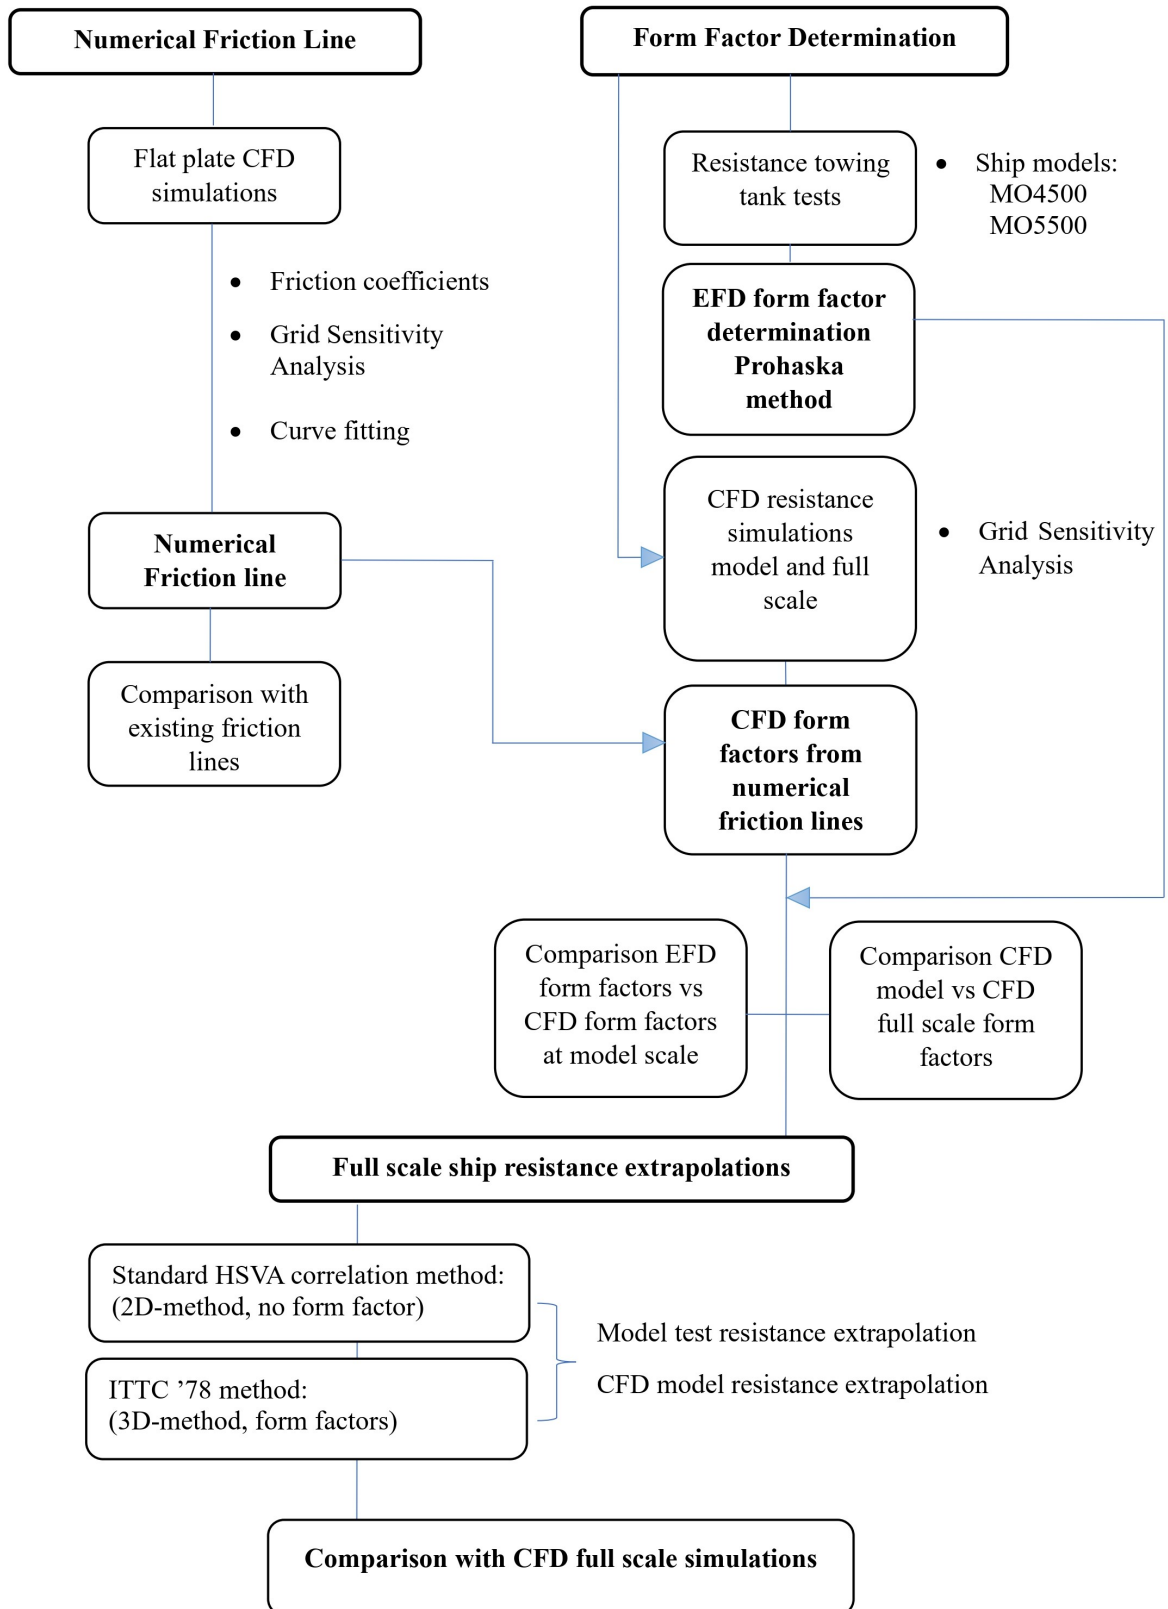 Numerical Friction Line
Flat plate CFD
simulations
• Friction coefficients
• Grid Sensitivity
Analysis
• Curve fitting
Numerical
Friction line
Comparison with
existing friction
lines
Form Factor Determination
Resistance towing
tank tests
• Ship models:
MO4500
MO5500
EFD form factor
determination
Prohaska
method
CFD resistance
simulations
model and full
scale
• Grid Sensitivity
Analysis
CFD form
factors from
numerical
friction lines
Comparison EFD
form factors vs
CFD form factors
at model scale
Comparison CFD
model vs CFD
full scale form
factors
Full scale ship resistance extrapolations
Standard HSVA correlation method:
(2D-method, no form factor)
ITTC ’78 method:
(3D-method, form factors)
Model test resistance extrapolation
CFD model resistance extrapolation
Comparison with CFD full scale simulations